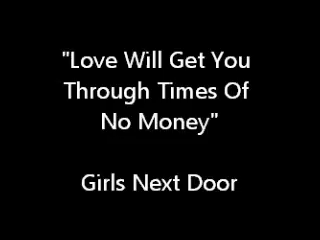 "Love Will Get You
Through Times Of
No Money"
Girls Next Door